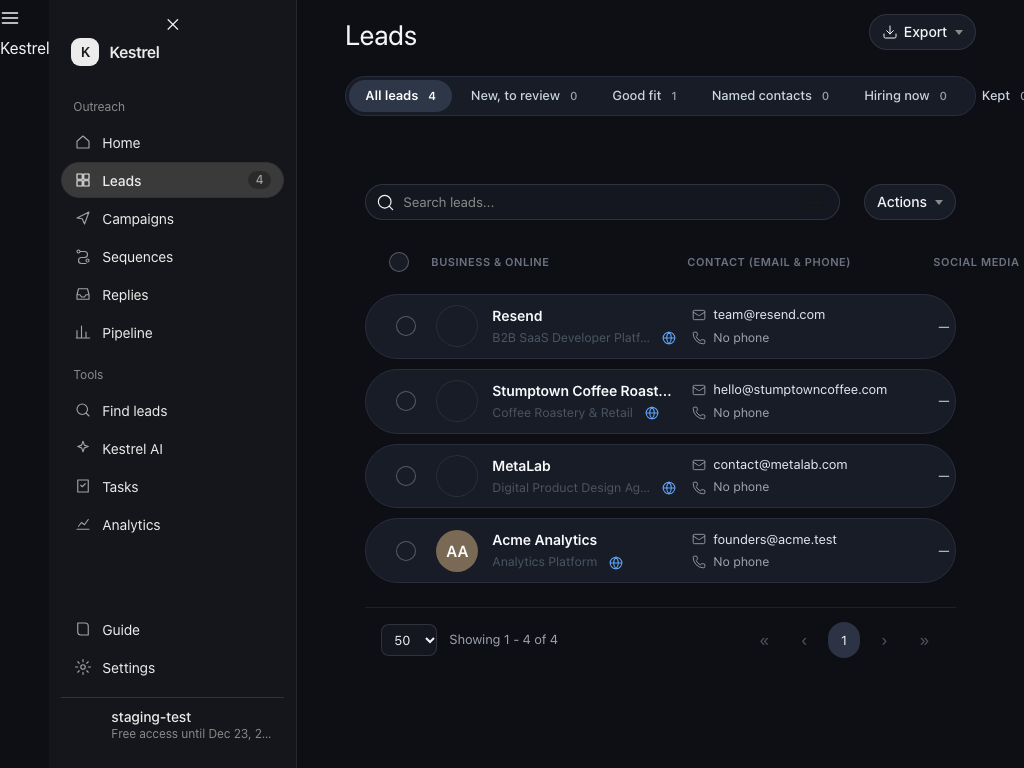 Kestrel
K Kestrel
Outreach
Home
Leads 4
Campaigns
Sequences
Replies
Pipeline
Tools
Find leads
Kestrel AI
Tasks
Analytics
Guide
Settings
staging-test
Free access until Dec 23, 2...
Leads
Export
All leads 4 New, to review 0 Good fit 1 Named contacts 0 Hiring now 0 Kept
Search leads...
Actions
BUSINESS & ONLINE CONTACT (EMAIL & PHONE) SOCIAL MEDIA
Resend
B2B SaaS Developer Platf...
team@resend.com
No phone
—
Stumptown Coffee Roast...
Coffee Roastery & Retail
hello@stumptowncoffee.com
No phone
—
MetaLab
Digital Product Design Ag...
contact@metalab.com
No phone
—
AA
Acme Analytics
Analytics Platform
founders@acme.test
No phone
—
50 Showing 1 - 4 of 4 « ‹ 1 › »